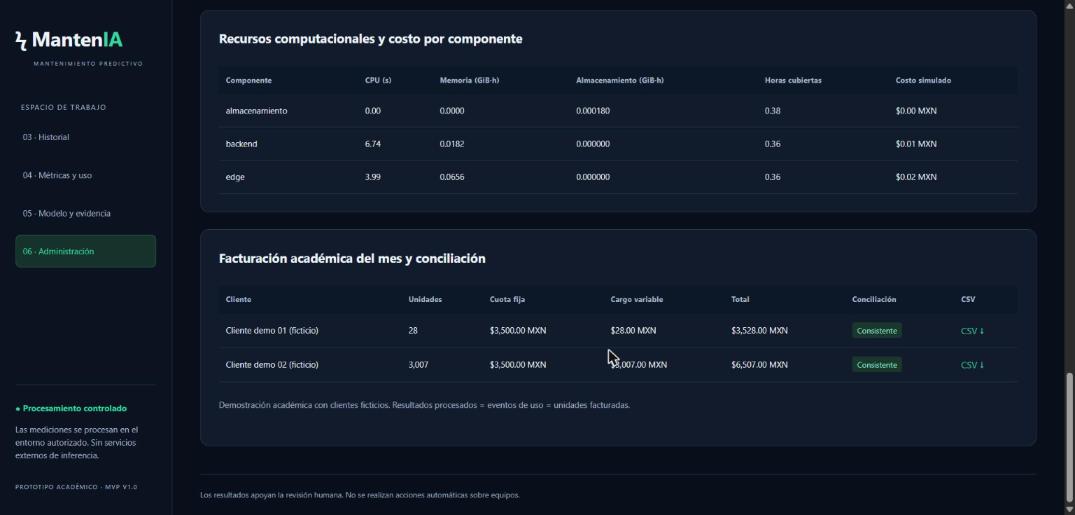 MantenIA
MANTENIMIENTO PREDICTIVO
ESPACIO DE TRABAJO
03 · Historial
04 · Métricas y uso
05 · Modelo y evidencia
06 · Administración
● Procesamiento controlado
Las mediciones se procesan en el
entorno autorizado. Sin servicios
externos de inferencia.
PROTOTIPO ACADÉMICO · MVP V1.0
Recursos computacionales y costo por componente
Componente CPU (s) Memoria (GiB·h) Almacenamiento (GiB·h) Horas cubiertas Costo simulado
almacenamiento 0.00 0.0000 0.000180 0.38 $0.00 MXN
backend 6.74 0.0182 0.000000 0.36 $0.01 MXN
edge 3.99 0.0656 0.000000 0.36 $0.02 MXN
Facturación académica del mes y conciliación
Cliente Unidades Cuota fija Cargo variable Total Conciliación CSV
Cliente demo 01 (ficticio) 28 $3,500.00 MXN $28.00 MXN $3,528.00 MXN Consistente CSV ↓
Cliente demo 02 (ficticio) 3,007 $3,500.00 MXN $3,007.00 MXN $6,507.00 MXN Consistente CSV ↓
Demostración académica con clientes ficticios. Resultados procesados = eventos de uso = unidades facturadas.
Los resultados apoyan la revisión humana. No se realizan acciones automáticas sobre equipos.